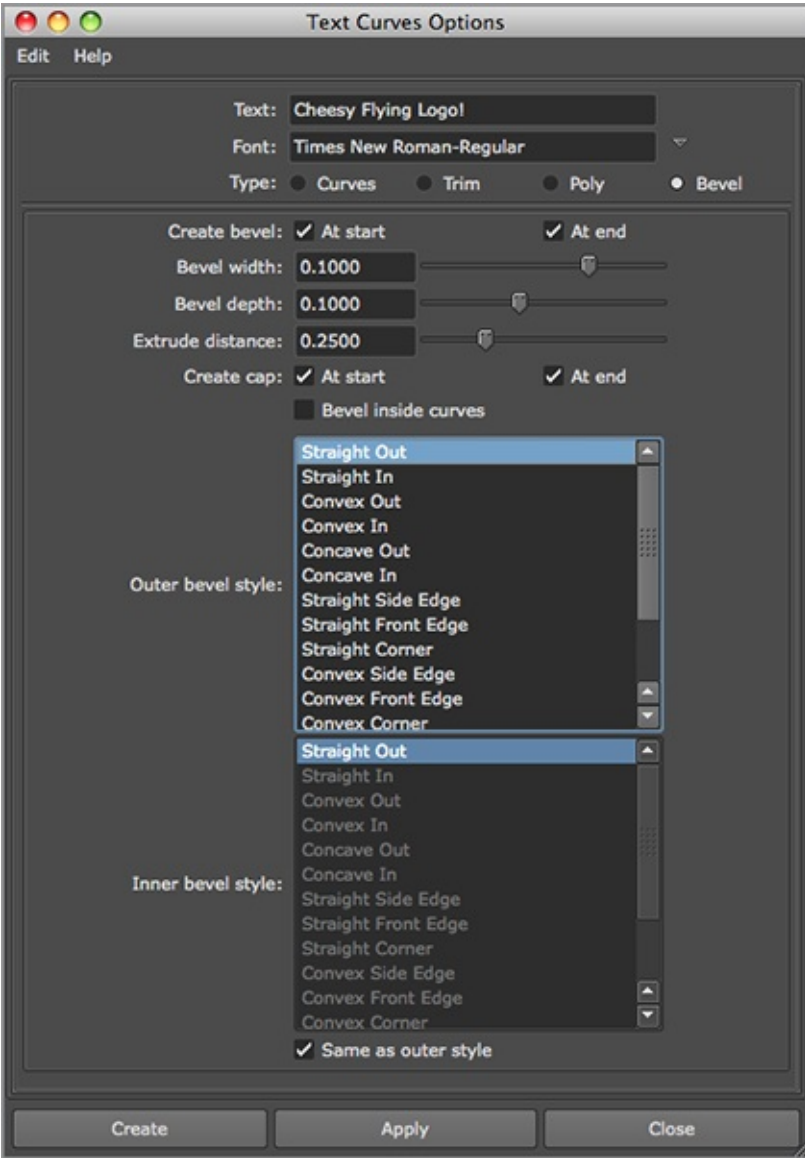 Text Curves Options
Edit Help
Text: Cheesy Flying Logo!
Font: Times New Roman-Regular
Type: Curves Trim Poly Bevel
Create bevel: At start At end
Bevel width: 0.1000
Bevel depth: 0.1000
Extrude distance: 0.2500
Create cap: At start At end
Bevel inside curves
Outer bevel style:
Straight Out
Straight In
Convex Out
Convex In
Concave Out
Concave In
Straight Side Edge
Straight Front Edge
Straight Corner
Convex Side Edge
Convex Front Edge
Convex Corner
Inner bevel style:
Straight Out
Straight In
Convex Out
Convex In
Concave Out
Concave In
Straight Side Edge
Straight Front Edge
Straight Corner
Convex Side Edge
Convex Front Edge
Convex Corner
Same as outer style
Create Apply Close